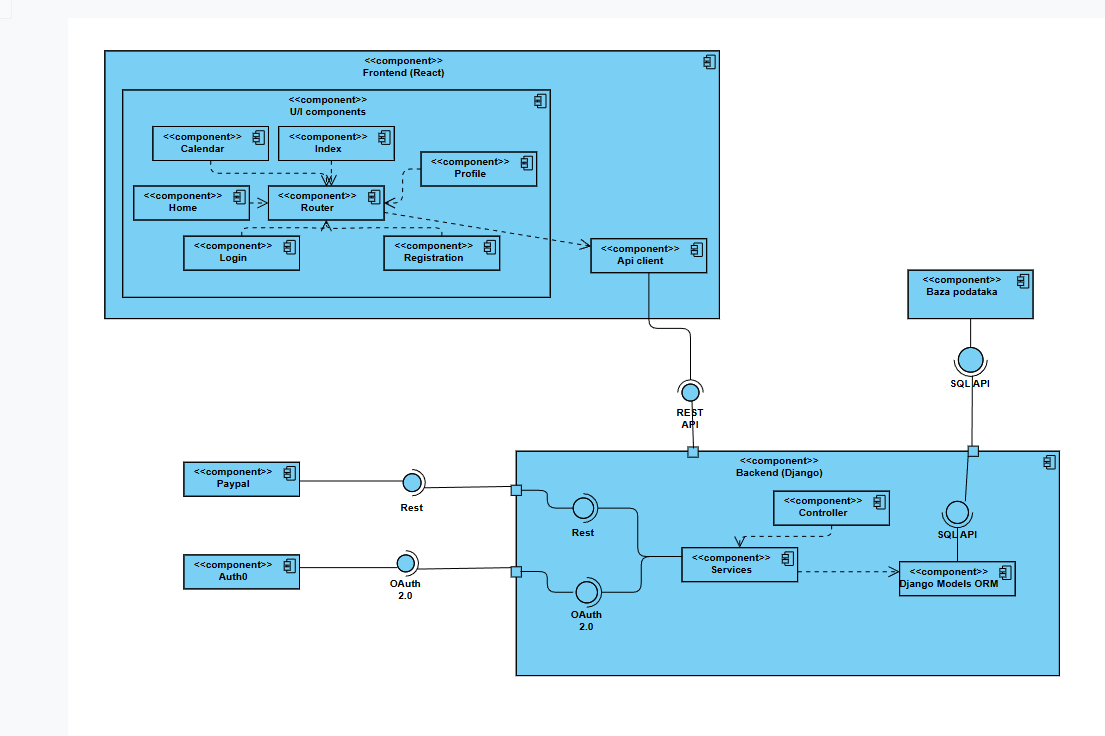 <<component>>
Frontend (React)
<<component>>
U/I components
<<component>>
Calendar
<<component>>
Index
<<component>>
Profile
<<component>>
Home
<<component>>
Router
<<component>>
Login
<<component>>
Registration
<<component>>
Api client
<<component>>
Baza podataka
SQL API
REST
API
<<component>>
Backend (Django)
<<component>>
Paypal
Rest
Rest
<<component>>
Controller
SQL API
<<component>>
Services
<<component>>
Django Models ORM
<<component>>
Auth0
OAuth
2.0
OAuth
2.0